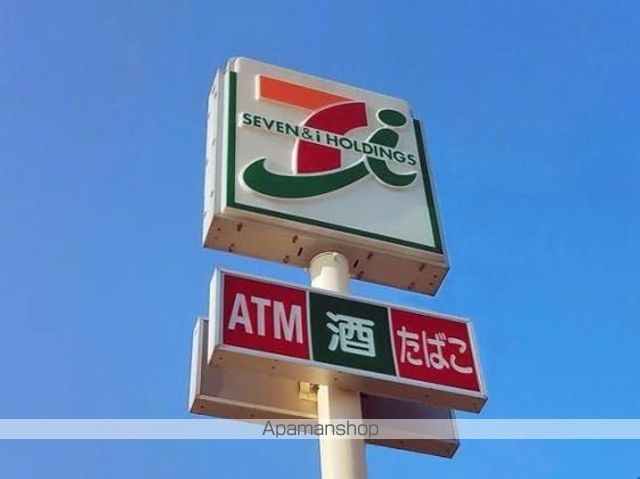 SEVEN&i HOLDINGS
ATM 酒 たばこ
Apamanshop